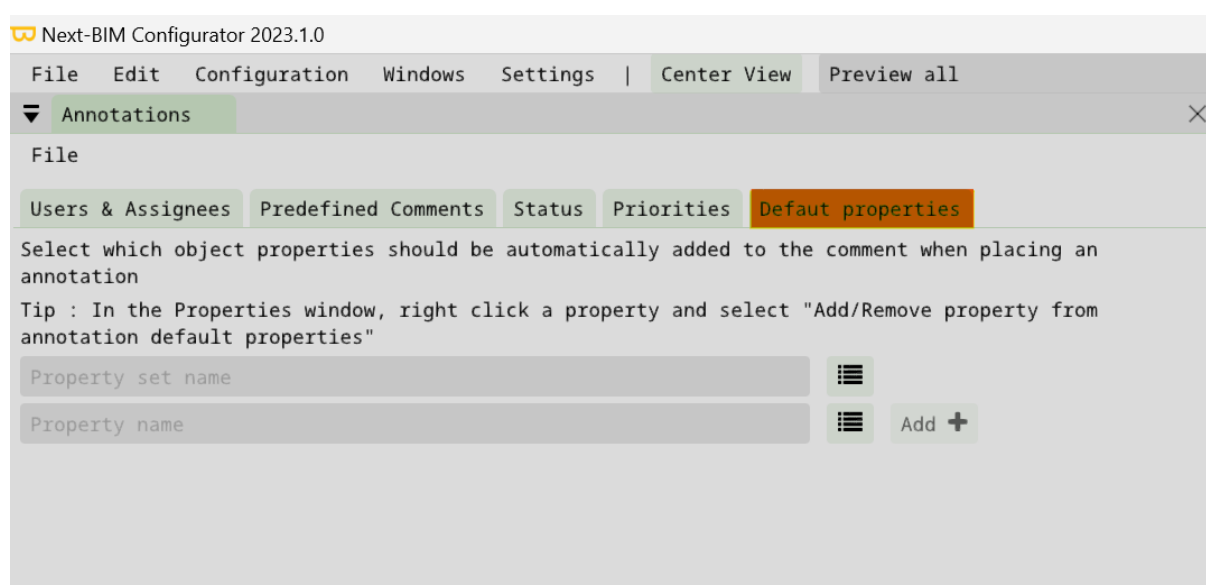 Next-BIM Configurator 2023.1.0
File Edit Configuration Windows Settings | Center View Preview all
Annotations
File
Users & Assignees Predefined Comments Status Priorities Defaut properties
Select which object properties should be automatically added to the comment when placing an
annotation
Tip : In the Properties window, right click a property and select "Add/Remove property from
annotation default properties"
Property set name
Property name Add +